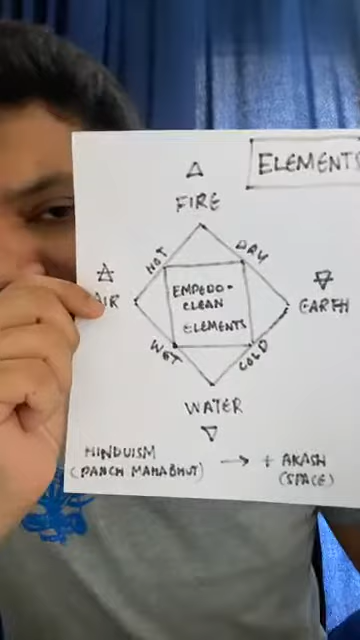 ELEMENTS
FIRE
HOT
DRY
EMPEDO-
CLEAN
ELEMENTS
AIR
EARTH
WET
COLD
WATER
HINDUISM
(PANCH MAHABHUT) → + AKASH
(SPACE)